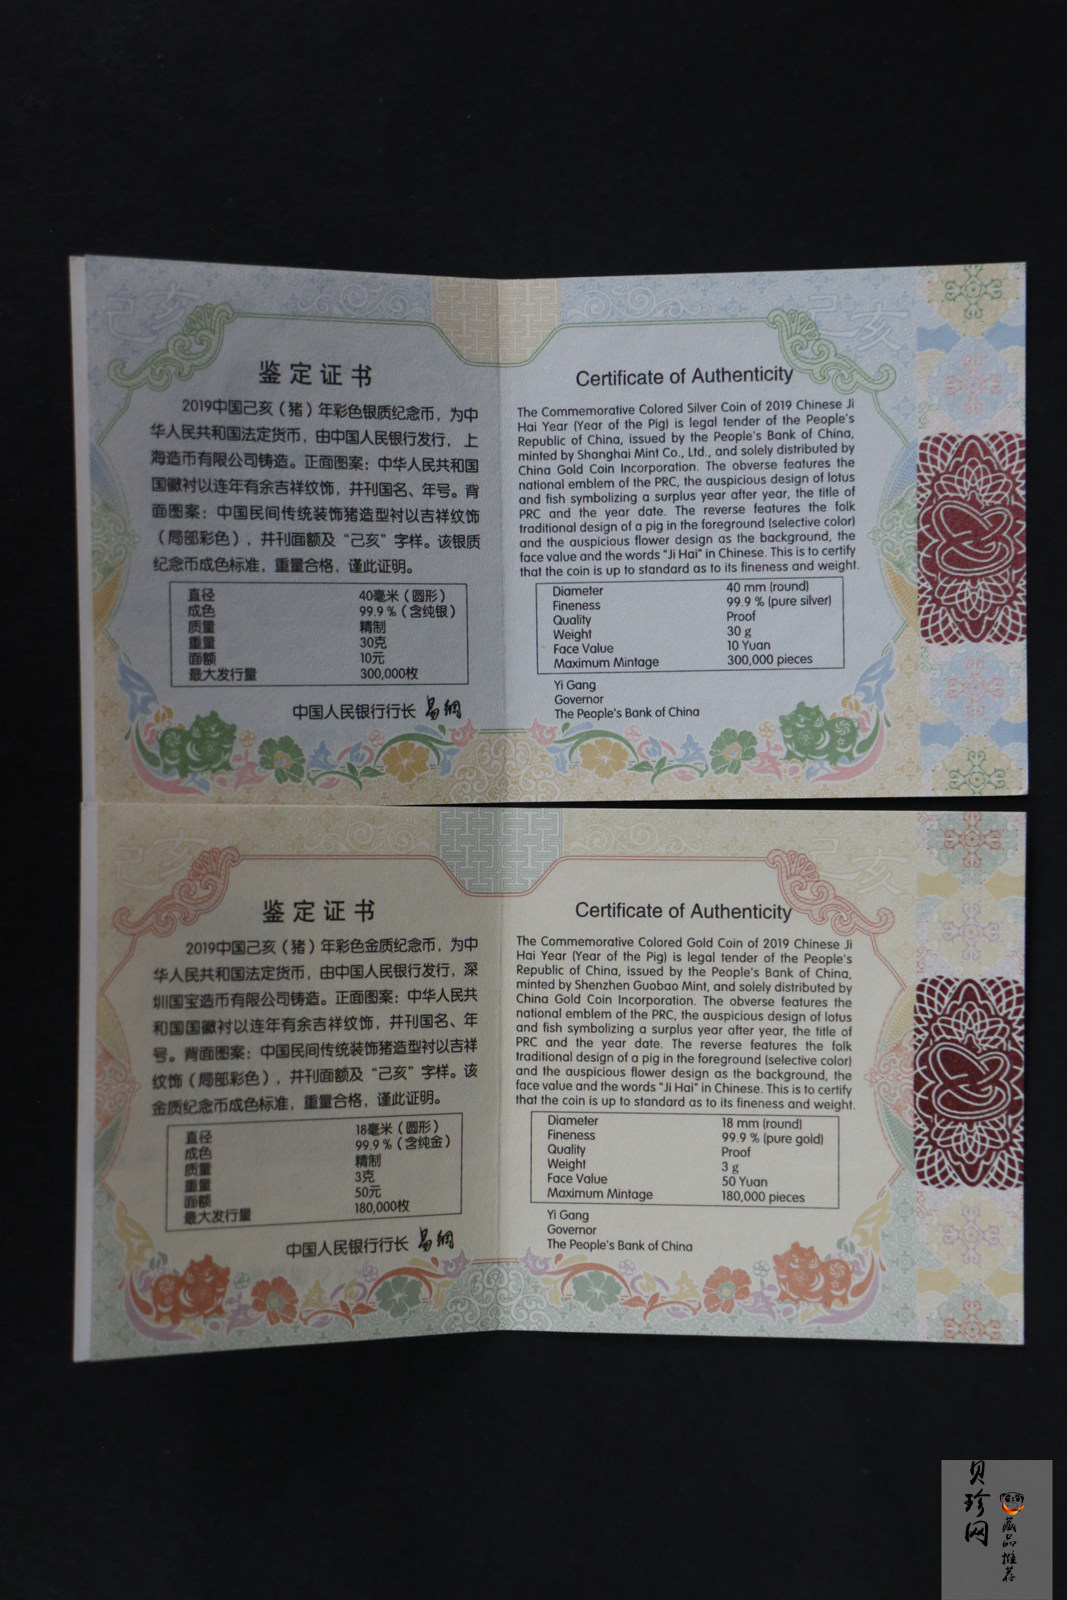 己亥
己亥
鉴定证书
2019中国己亥（猪）年彩色银质纪念币，为中
华人民共和国法定货币，由中国人民银行发行，上
海造币有限公司铸造。正面图案：中华人民共和国
国徽衬以连年有余吉祥纹饰，并刊国名、年号。背
面图案：中国民间传统装饰猪造型衬以吉祥纹饰
（局部彩色），并刊面额及“己亥”字样。该银质
纪念币成色标准，重量合格，谨此证明。
直径 40毫米（圆形）
成色 99.9％（含纯银）
质量 精制
重量 30克
面额 10元
最大发行量 300,000枚
中国人民银行行长 易纲
Certificate of Authenticity
The Commemorative Colored Silver Coin of 2019 Chinese Ji
Hai Year (Year of the Pig) is legal tender of the People's
Republic of China, issued by the People's Bank of China,
minted by Shanghai Mint Co., Ltd., and solely distributed by
China Gold Coin Incorporation. The obverse features the
national emblem of the PRC, the auspicious design of lotus
and fish symbolizing a surplus year after year, the title of
PRC and the year date. The reverse features the folk
traditional design of a pig in the foreground (selective color)
and the auspicious flower design as the background, the
face value and the words "Ji Hai" in Chinese. This is to certify
that the coin is up to standard as to its fineness and weight.
Diameter 40 mm (round)
Fineness 99.9 % (pure silver)
Quality Proof
Weight 30 g
Face Value 10 Yuan
Maximum Mintage 300,000 pieces
Yi Gang
Governor
The People's Bank of China
己亥
己亥
鉴定证书
2019中国己亥（猪）年彩色金质纪念币，为中
华人民共和国法定货币，由中国人民银行发行，深
圳国宝造币有限公司铸造。正面图案：中华人民共
和国国徽衬以连年有余吉祥纹饰，并刊国名、年
号。背面图案：中国民间传统装饰猪造型衬以吉祥
纹饰（局部彩色），并刊面额及“己亥”字样。该
金质纪念币成色标准，重量合格，谨此证明。
直径 18毫米（圆形）
成色 99.9％（含纯金）
质量 精制
重量 3克
面额 50元
最大发行量 180,000枚
中国人民银行行长 易纲
Certificate of Authenticity
The Commemorative Colored Gold Coin of 2019 Chinese Ji
Hai Year (Year of the Pig) is legal tender of the People's
Republic of China, issued by the People's Bank of China,
minted by Shenzhen Guobao Mint, and solely distributed by
China Gold Coin Incorporation. The obverse features the
national emblem of the PRC, the auspicious design of lotus
and fish symbolizing a surplus year after year, the title of
PRC and the year date. The reverse features the folk
traditional design of a pig in the foreground (selective color)
and the auspicious flower design as the background, the
face value and the words "Ji Hai" in Chinese. This is to certify
that the coin is up to standard as to its fineness and weight.
Diameter 18 mm (round)
Fineness 99.9 % (pure gold)
Quality Proof
Weight 3 g
Face Value 50 Yuan
Maximum Mintage 180,000 pieces
Yi Gang
Governor
The People's Bank of China
贝珍网
藏品推荐